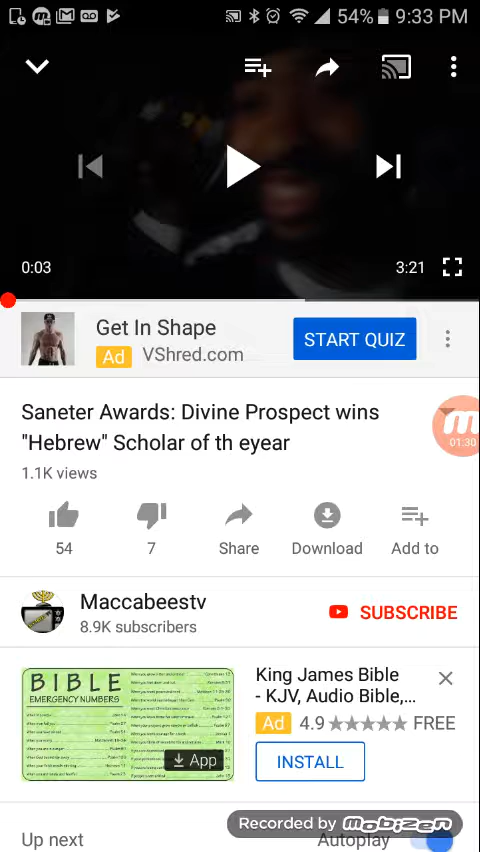 54% 9:33 PM
0:03 3:21
Get In Shape
Ad VShred.com
START QUIZ
Saneter Awards: Divine Prospect wins
"Hebrew" Scholar of th eyear
1.1K views
01:30
54 7 Share Download Add to
Maccabeestv
8.9K subscribers
SUBSCRIBE
BIBLE
EMERGENCY NUMBERS
App
King James Bible
- KJV, Audio Bible,...
Ad 4.9 FREE
INSTALL
Recorded by Mobizen
Up next Autoplay